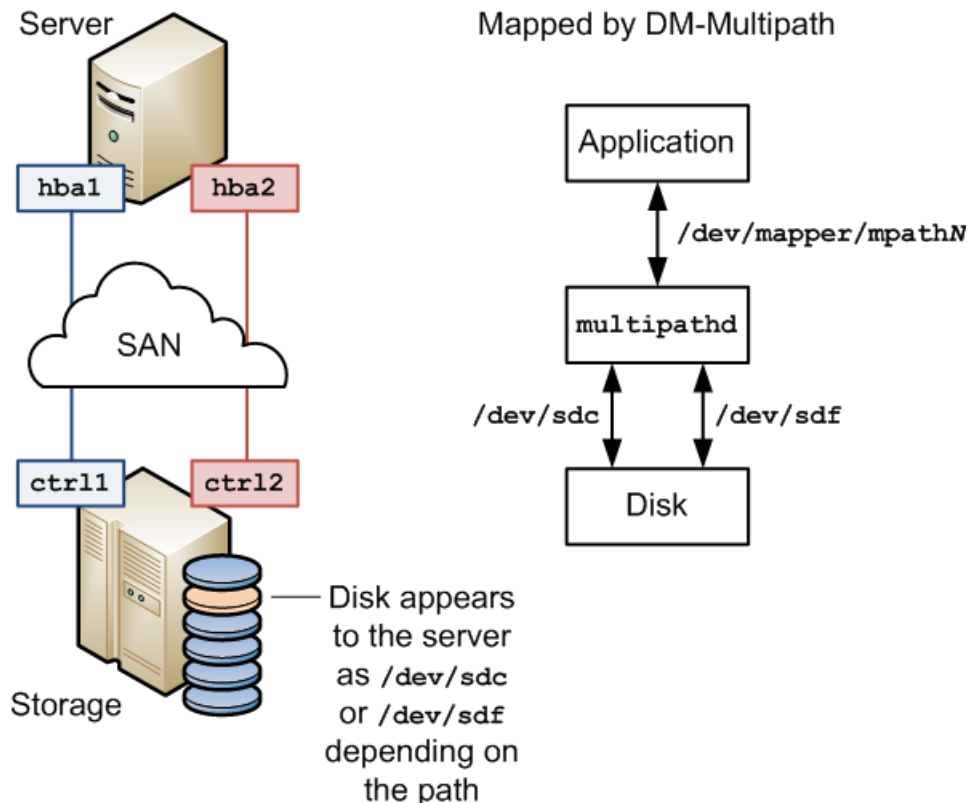 Server
Mapped by DM-Multipath
hba1
hba2
SAN
ctrl1
ctrl2
Storage
Disk appears
to the server
as /dev/sdc
or /dev/sdf
depending on
the path
Application
/dev/mapper/mpathN
multipathd
/dev/sdc
/dev/sdf
Disk